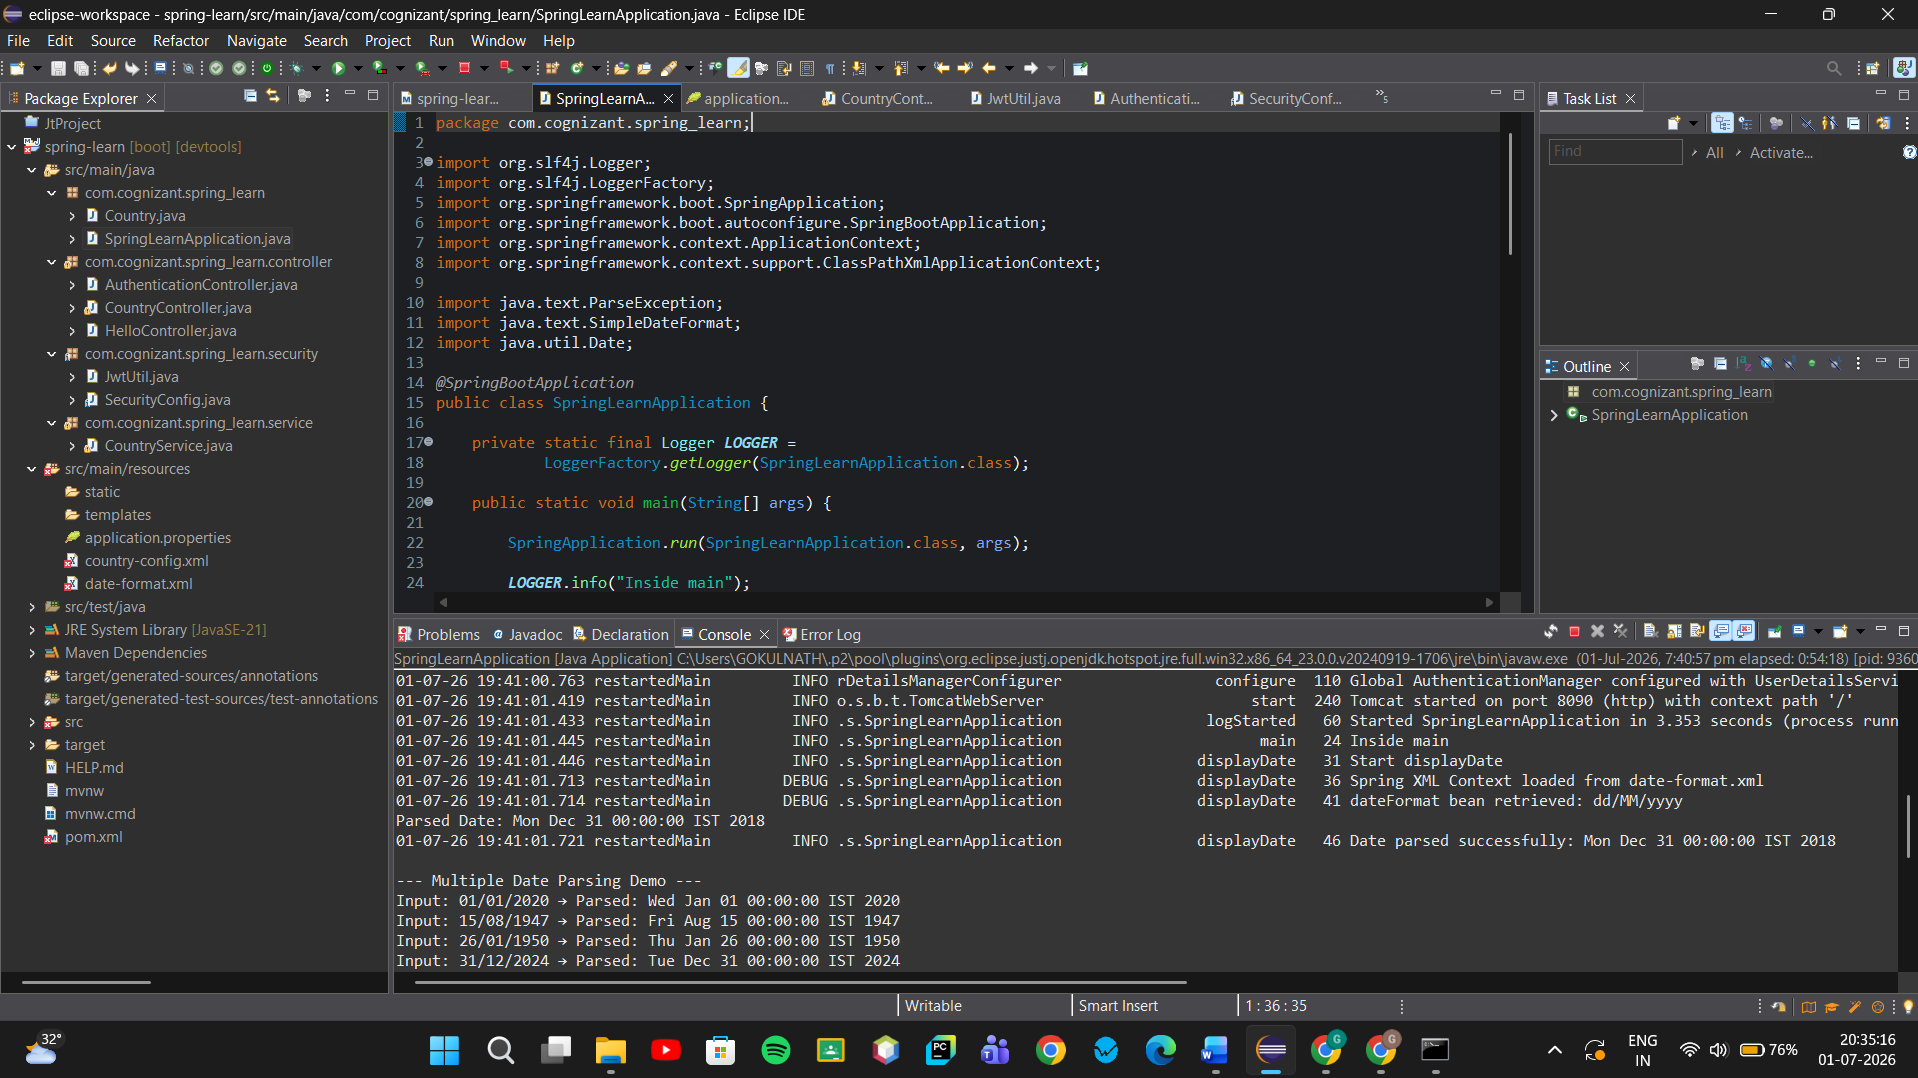 eclipse-workspace - spring-learn/src/main/java/com/cognizant/spring_learn/SpringLearnApplication.java - Eclipse IDE
File Edit Source Refactor Navigate Search Project Run Window Help
Package Explorer
JtProject
spring-learn [boot] [devtools]
src/main/java
com.cognizant.spring_learn
Country.java
SpringLearnApplication.java
com.cognizant.spring_learn.controller
AuthenticationController.java
CountryController.java
HelloController.java
com.cognizant.spring_learn.security
JwtUtil.java
SecurityConfig.java
com.cognizant.spring_learn.service
CountryService.java
src/main/resources
static
templates
application.properties
country-config.xml
date-format.xml
src/test/java
JRE System Library [JavaSE-21]
Maven Dependencies
target/generated-sources/annotations
target/generated-test-sources/test-annotations
src
target
HELP.md
mvnw
mvnw.cmd
pom.xml
spring-lear... SpringLearnA... application... CountryCont... JwtUtil.java Authenticati... SecurityConf... »5
1 package com.cognizant.spring_learn;
2
3 import org.slf4j.Logger;
4 import org.slf4j.LoggerFactory;
5 import org.springframework.boot.SpringApplication;
6 import org.springframework.boot.autoconfigure.SpringBootApplication;
7 import org.springframework.context.ApplicationContext;
8 import org.springframework.context.support.ClassPathXmlApplicationContext;
9
10 import java.text.ParseException;
11 import java.text.SimpleDateFormat;
12 import java.util.Date;
13
14 @SpringBootApplication
15 public class SpringLearnApplication {
16
17 private static final Logger LOGGER =
18 LoggerFactory.getLogger(SpringLearnApplication.class);
19
20 public static void main(String[] args) {
21
22 SpringApplication.run(SpringLearnApplication.class, args);
23
24 LOGGER.info("Inside main");
Task List
Find All Activate...
Outline
com.cognizant.spring_learn
SpringLearnApplication
Problems Javadoc Declaration Console Error Log
SpringLearnApplication [Java Application] C:\Users\GOKULNATH\.p2\pool\plugins\org.eclipse.justj.openjdk.hotspot.jre.full.win32.x86_64_23.0.0.v20240919-1706\jre\bin\javaw.exe (01-Jul-2026, 7:40:57 pm elapsed: 0:54:18) [pid: 9360
01-07-26 19:41:00.763 restartedMain INFO rDetailsManagerConfigurer configure 110 Global AuthenticationManager configured with UserDetailsServi
01-07-26 19:41:01.419 restartedMain INFO o.s.b.t.TomcatWebServer start 240 Tomcat started on port 8090 (http) with context path '/'
01-07-26 19:41:01.433 restartedMain INFO .s.SpringLearnApplication logStarted 60 Started SpringLearnApplication in 3.353 seconds (process runn
01-07-26 19:41:01.445 restartedMain INFO .s.SpringLearnApplication main 24 Inside main
01-07-26 19:41:01.446 restartedMain INFO .s.SpringLearnApplication displayDate 31 Start displayDate
01-07-26 19:41:01.713 restartedMain DEBUG .s.SpringLearnApplication displayDate 36 Spring XML Context loaded from date-format.xml
01-07-26 19:41:01.714 restartedMain DEBUG .s.SpringLearnApplication displayDate 41 dateFormat bean retrieved: dd/MM/yyyy
Parsed Date: Mon Dec 31 00:00:00 IST 2018
01-07-26 19:41:01.721 restartedMain INFO .s.SpringLearnApplication displayDate 46 Date parsed successfully: Mon Dec 31 00:00:00 IST 2018
--- Multiple Date Parsing Demo ---
Input: 01/01/2020 → Parsed: Wed Jan 01 00:00:00 IST 2020
Input: 15/08/1947 → Parsed: Fri Aug 15 00:00:00 IST 1947
Input: 26/01/1950 → Parsed: Thu Jan 26 00:00:00 IST 1950
Input: 31/12/2024 → Parsed: Tue Dec 31 00:00:00 IST 2024
Writable Smart Insert 1 : 36 : 35
32°
ENG
IN
76%
20:35:16
01-07-2026